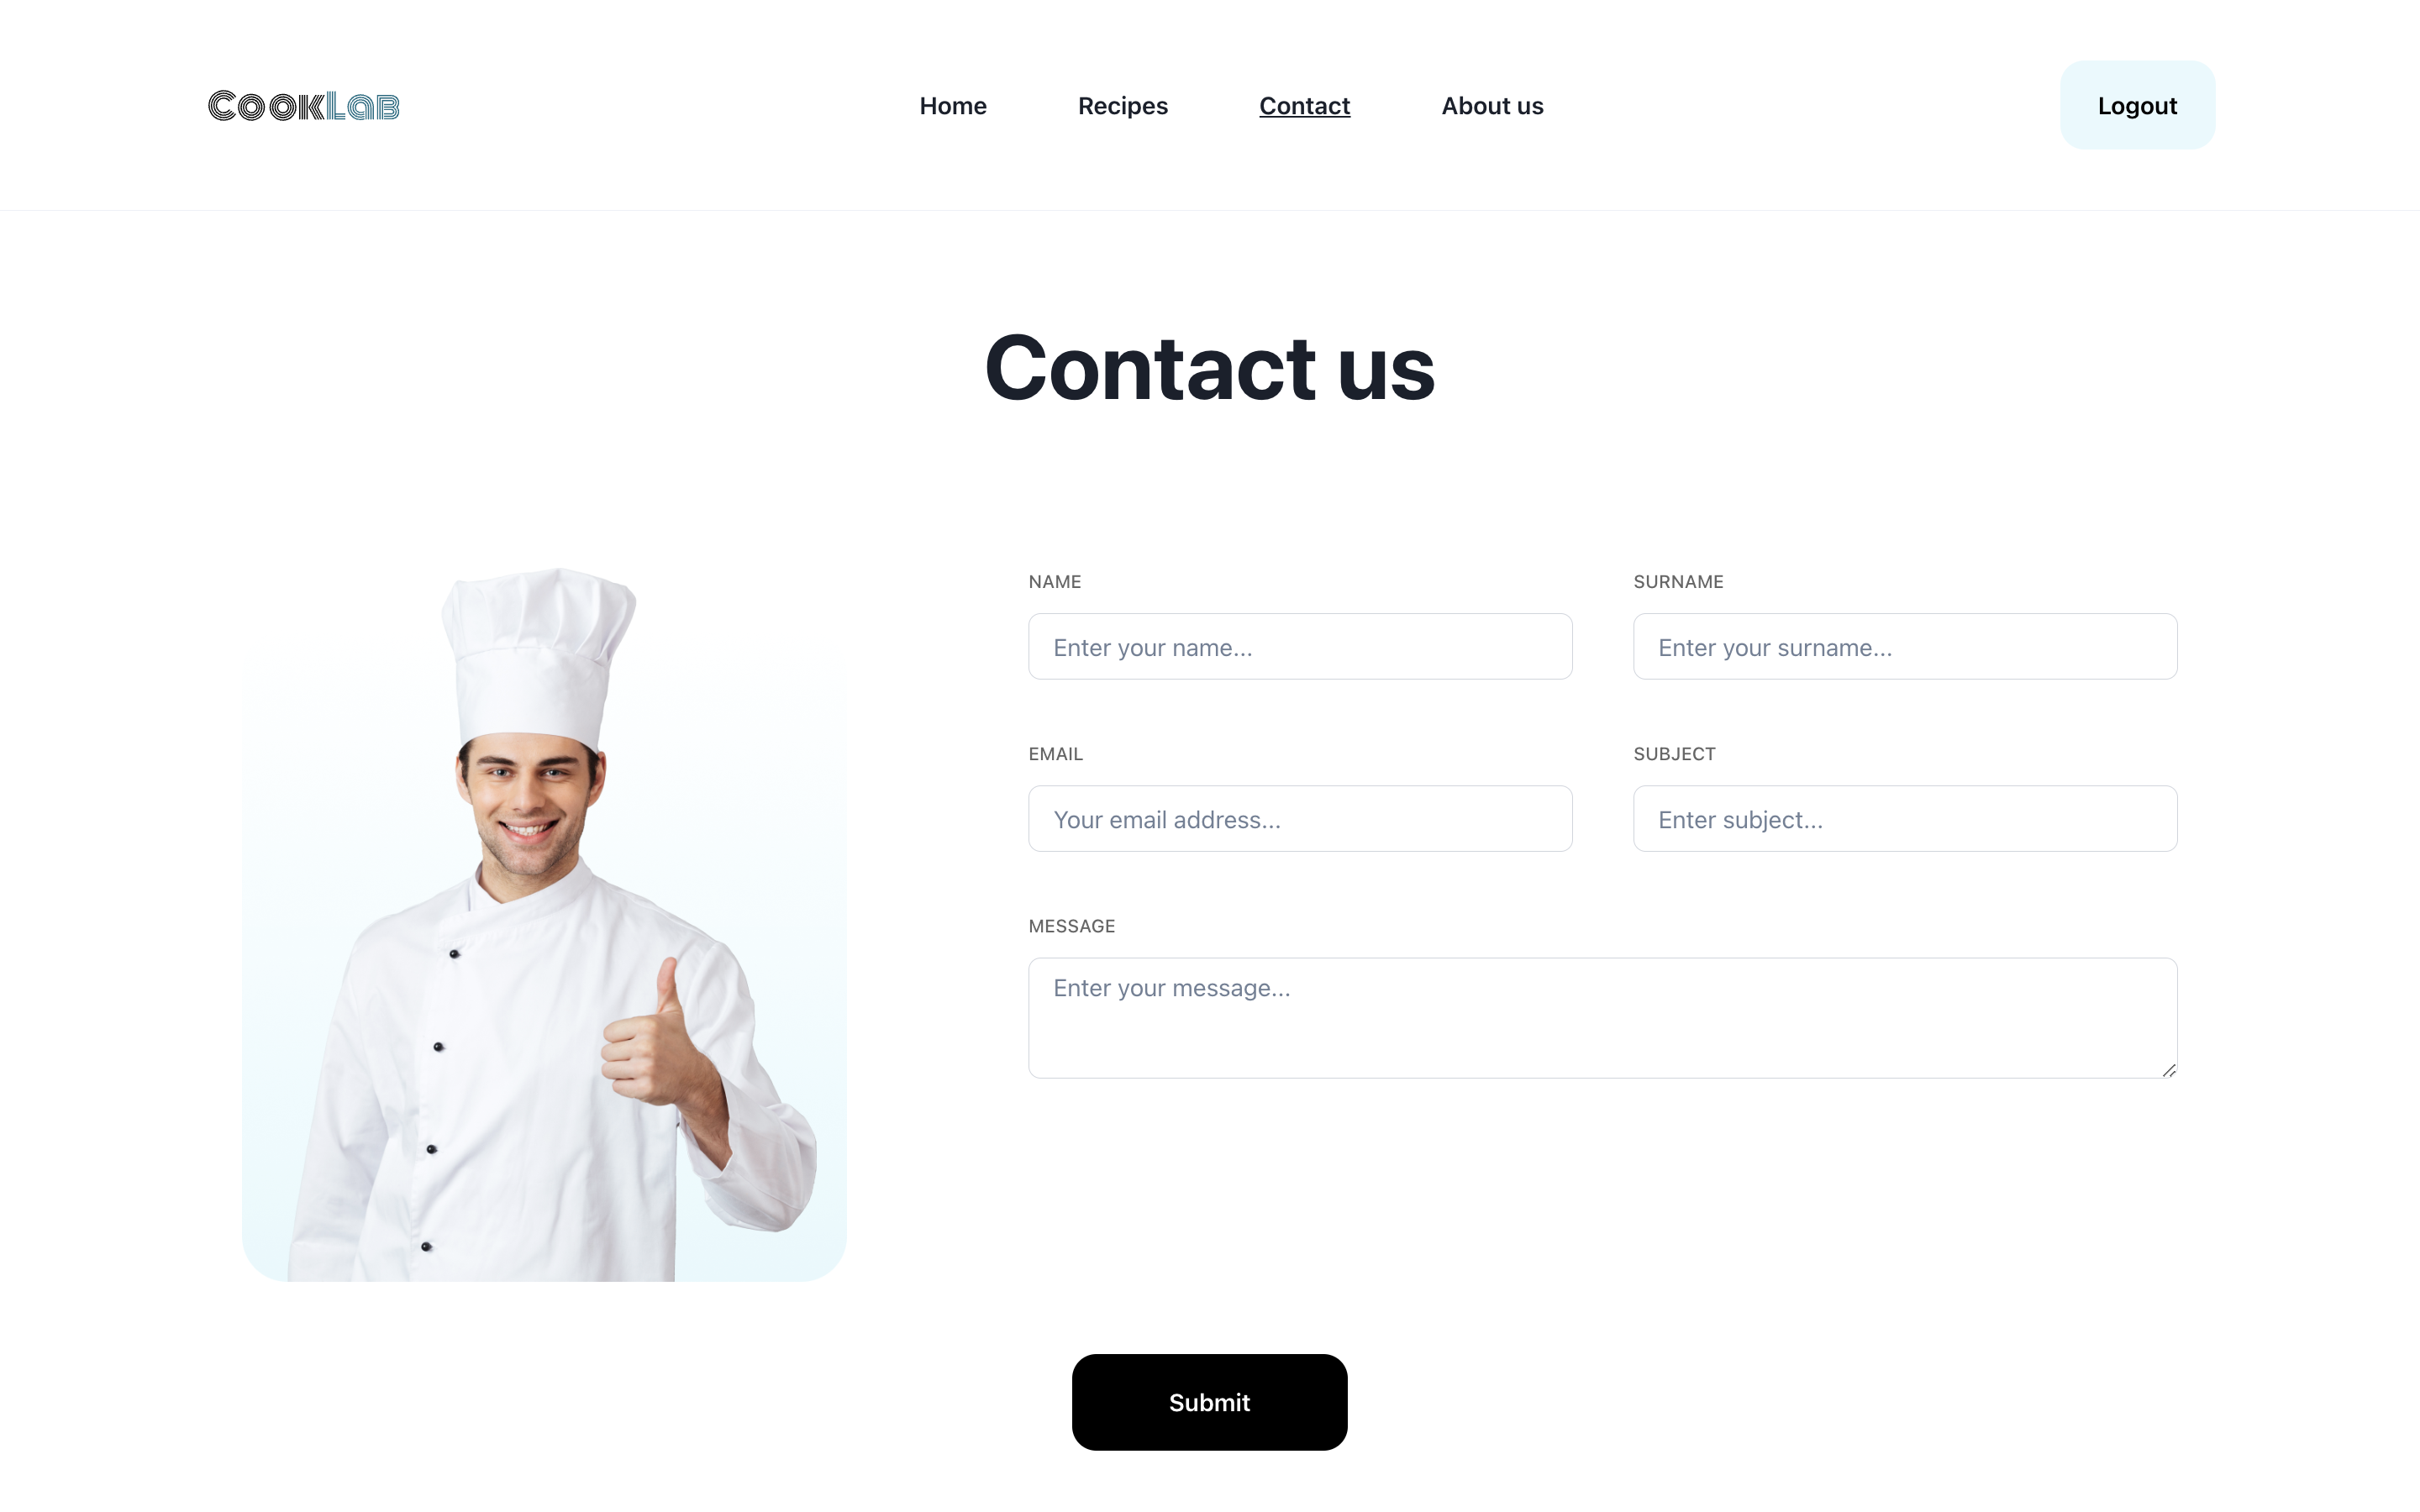 CookLab
Home Recipes Contact About us
Logout
Contact us
NAME SURNAME
Enter your name... Enter your surname...
EMAIL SUBJECT
Your email address... Enter subject...
MESSAGE
Enter your message...
Submit